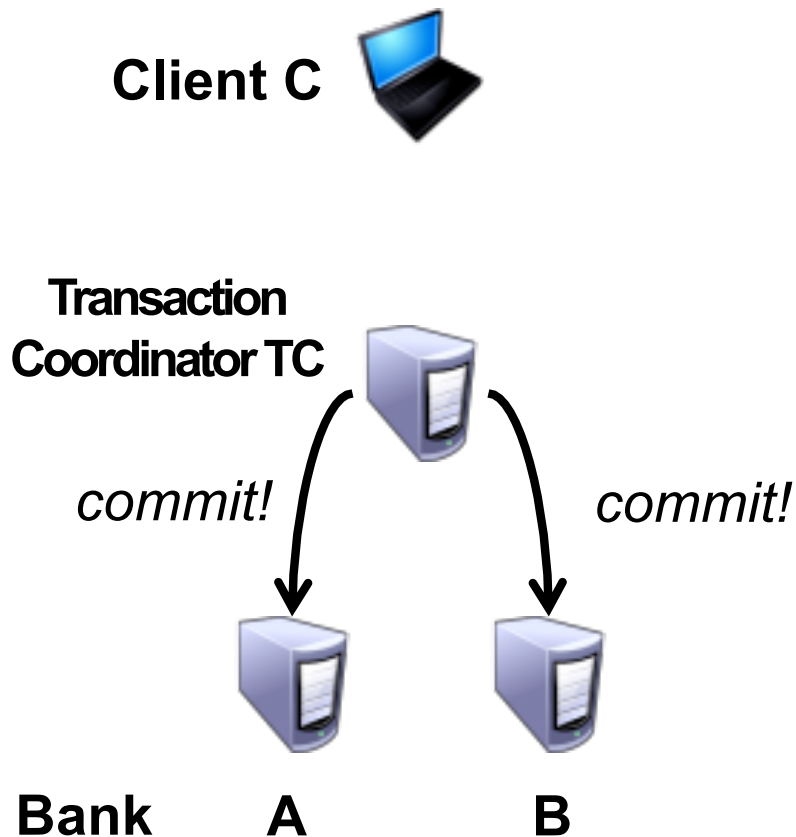 Client C
Transaction
Coordinator TC
commit!
commit!
Bank A B